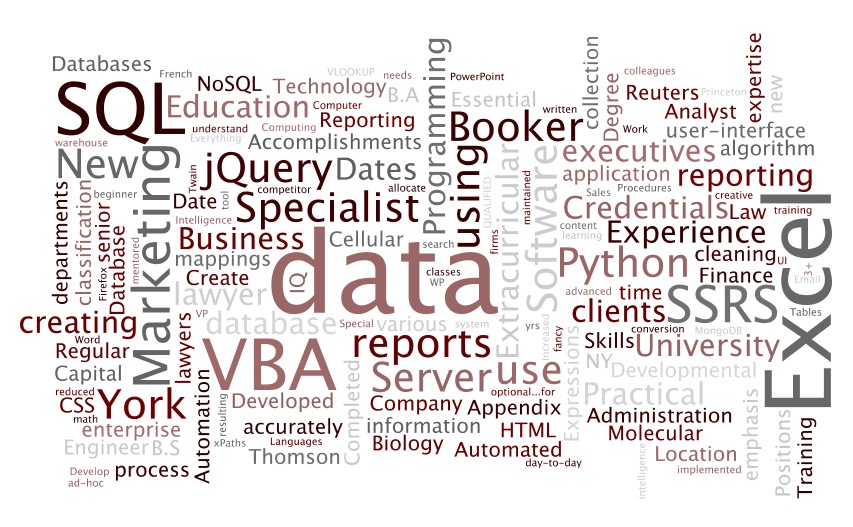 Databases
French
NoSQL
VLOOKUP
needs
PowerPoint
Programming
collection
colleagues
expertise
SQL
Education
Technology
B.A
Essential
written
Degree
Reuters
Princeton
new
Computer
Reporting
understand
Computing
Everything
Accomplishments
Booker
Work
Analyst
user-interface
algorithm
warehouse
New
Marketing
jQuery
Dates
using
executives
application
reporting
departments
classification
beginner
Twain
Date
tool
competitor
allocate
QUALIFIED
maintained
Extracurricular
Software
Sales
Procedures
creative
Credentials
Law
training
senior
Database
Firefox
mentored
Intelligence
Specialist
Business
Cellular
search
firms
content
learning
Experience
Excel
mappings
Create
data
IQ
classes
WP
Python
cleaning
UI
Finance
3+
Email
lawyer
advanced
time
clients
SSRS
Tables
creating
VP
database
Special
various
system
yrs
Increased
fancy
Skills
conversion
MongoDB
Word
Regular
lawyers
reports
NY
University
Capital
VBA
Server
use
Expressions
Developmental
reduced
CSS
math
York
Automation
resulting
Developed
Completed
optional...for
Company
Appendix
Practical
emphasis
enterprise
xPaths
accurately
information
HTML
Administration
Molecular
Positions
Training
Engineer
B.S
Languages
Biology
Automated
Location
Develop
ad-hoc
process
Thomson
day-to-day
intelligence
implemented